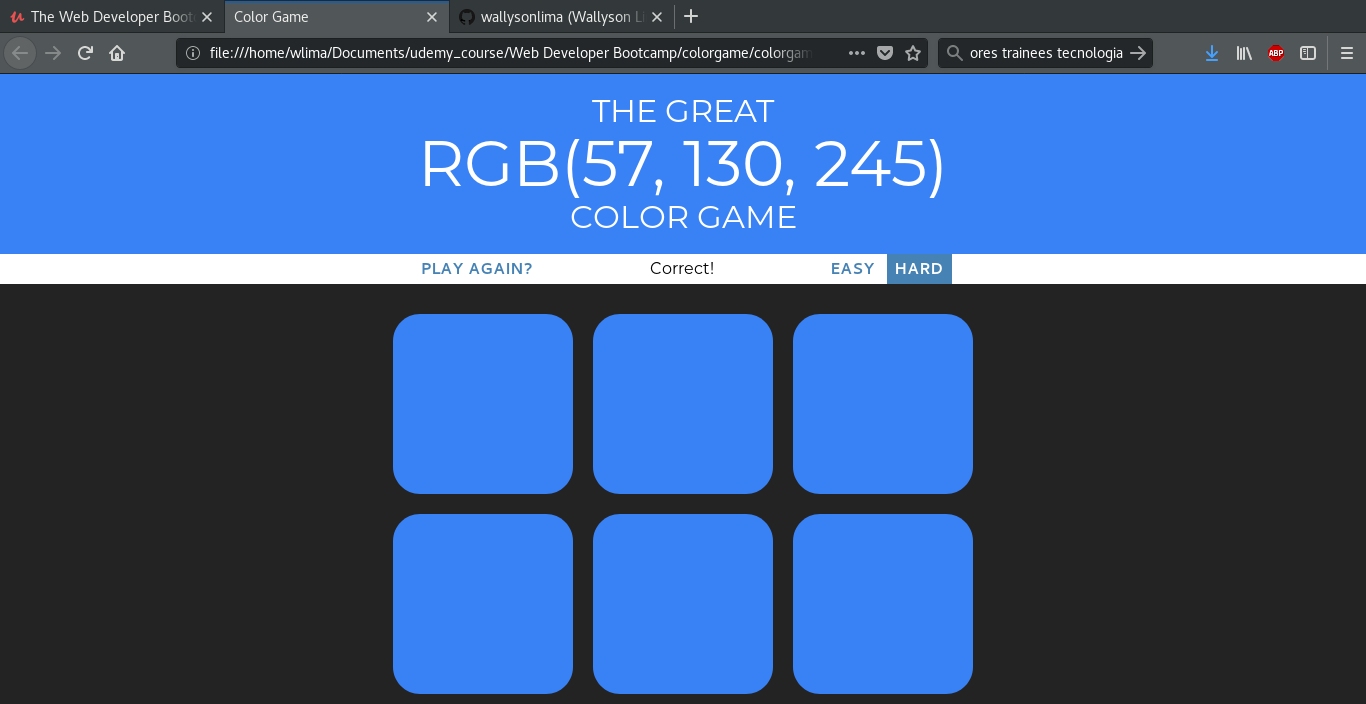 The Web Developer Boot
Color Game
wallysonlima (Wallyson Li
file:///home/wlima/Documents/udemy_course/Web Developer Bootcamp/colorgame/colorgam
ores trainees tecnologia
ABP
THE GREAT
RGB(57, 130, 245)
COLOR GAME
PLAY AGAIN?
Correct!
EASY
HARD